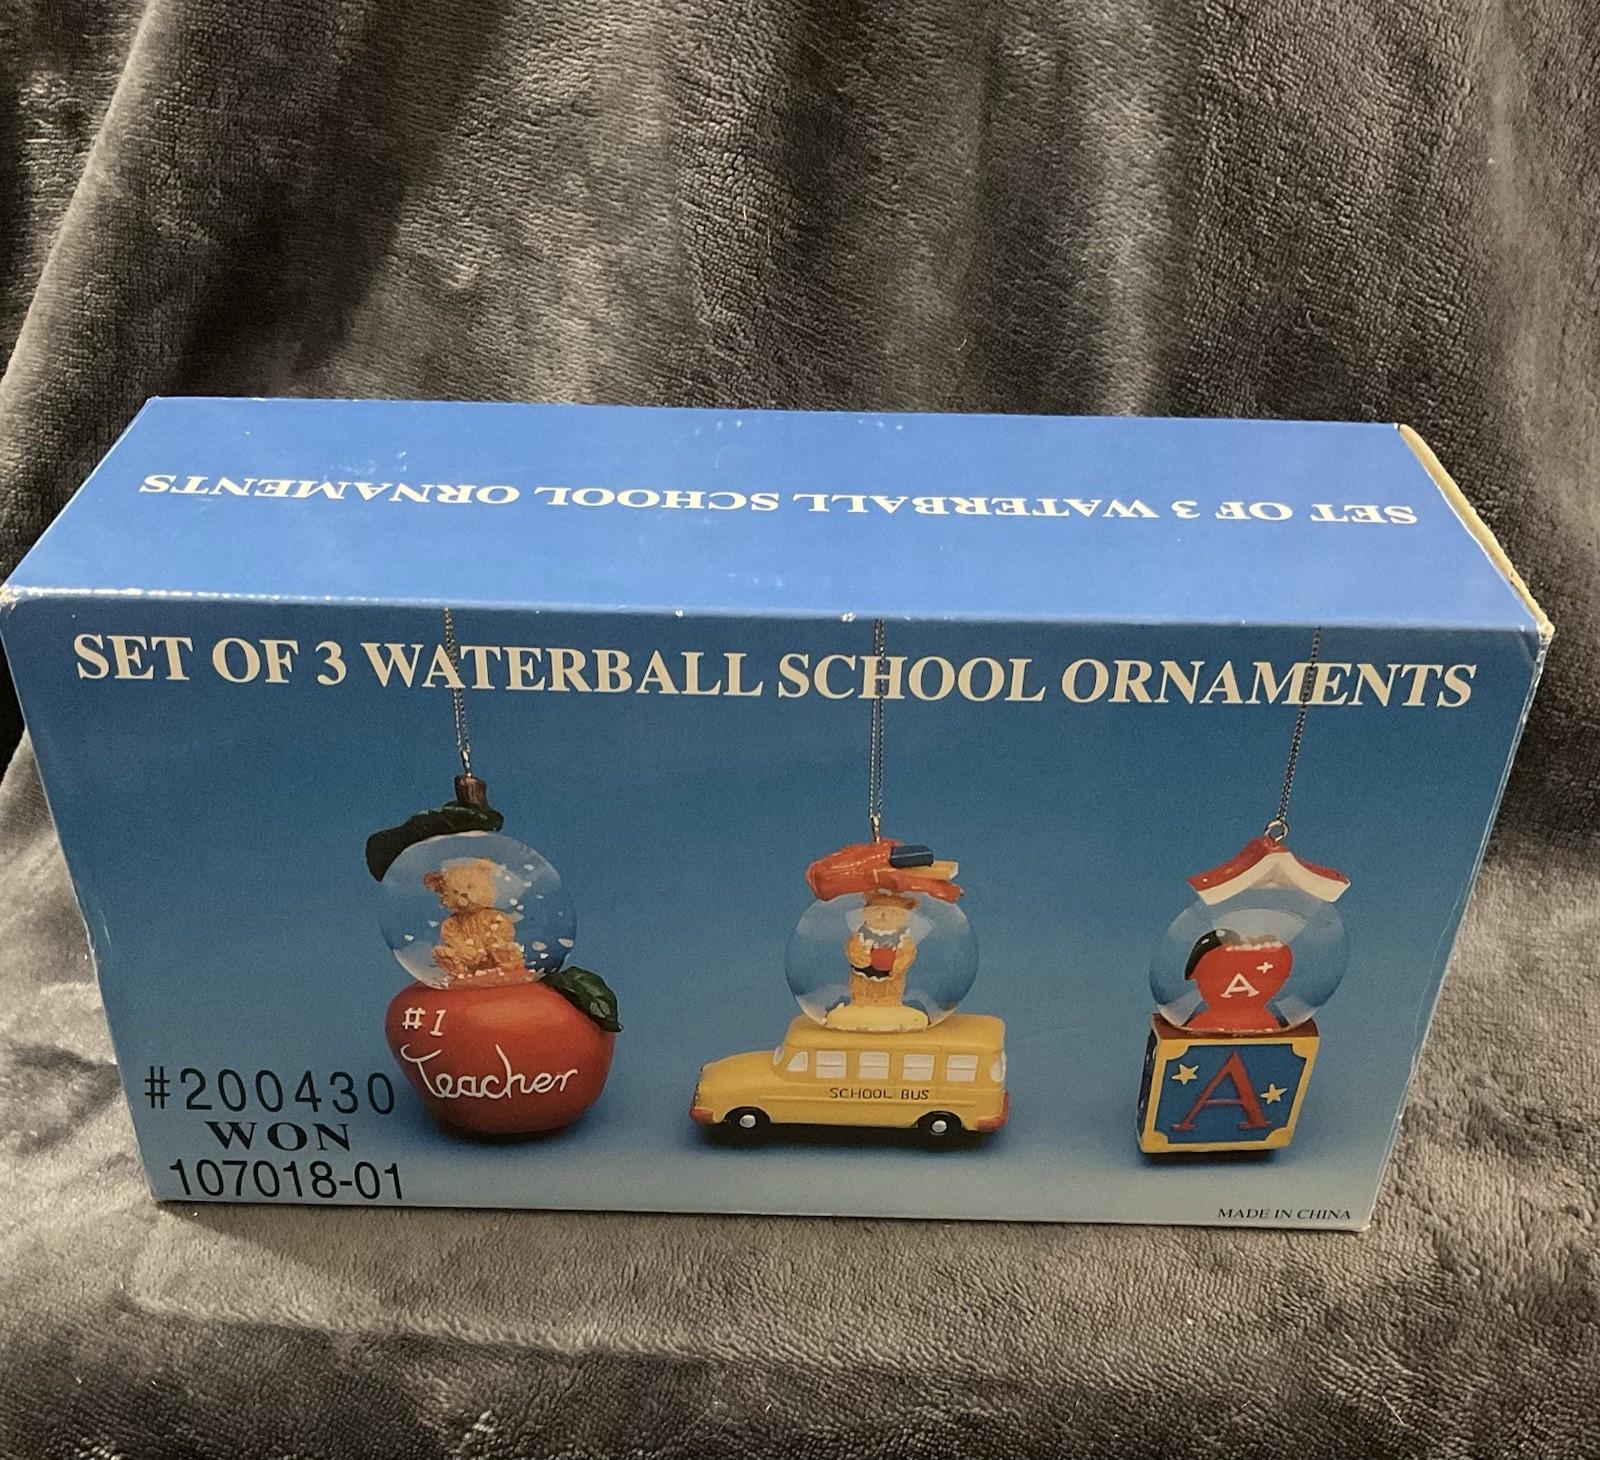 SET OF 3 WATERBALL SCHOOL ORNAMENTS
SET OF 3 WATERBALL SCHOOL ORNAMENTS
#1
Teacher
SCHOOL BUS
A+
A
#200430
WON
107018-01
MADE IN CHINA